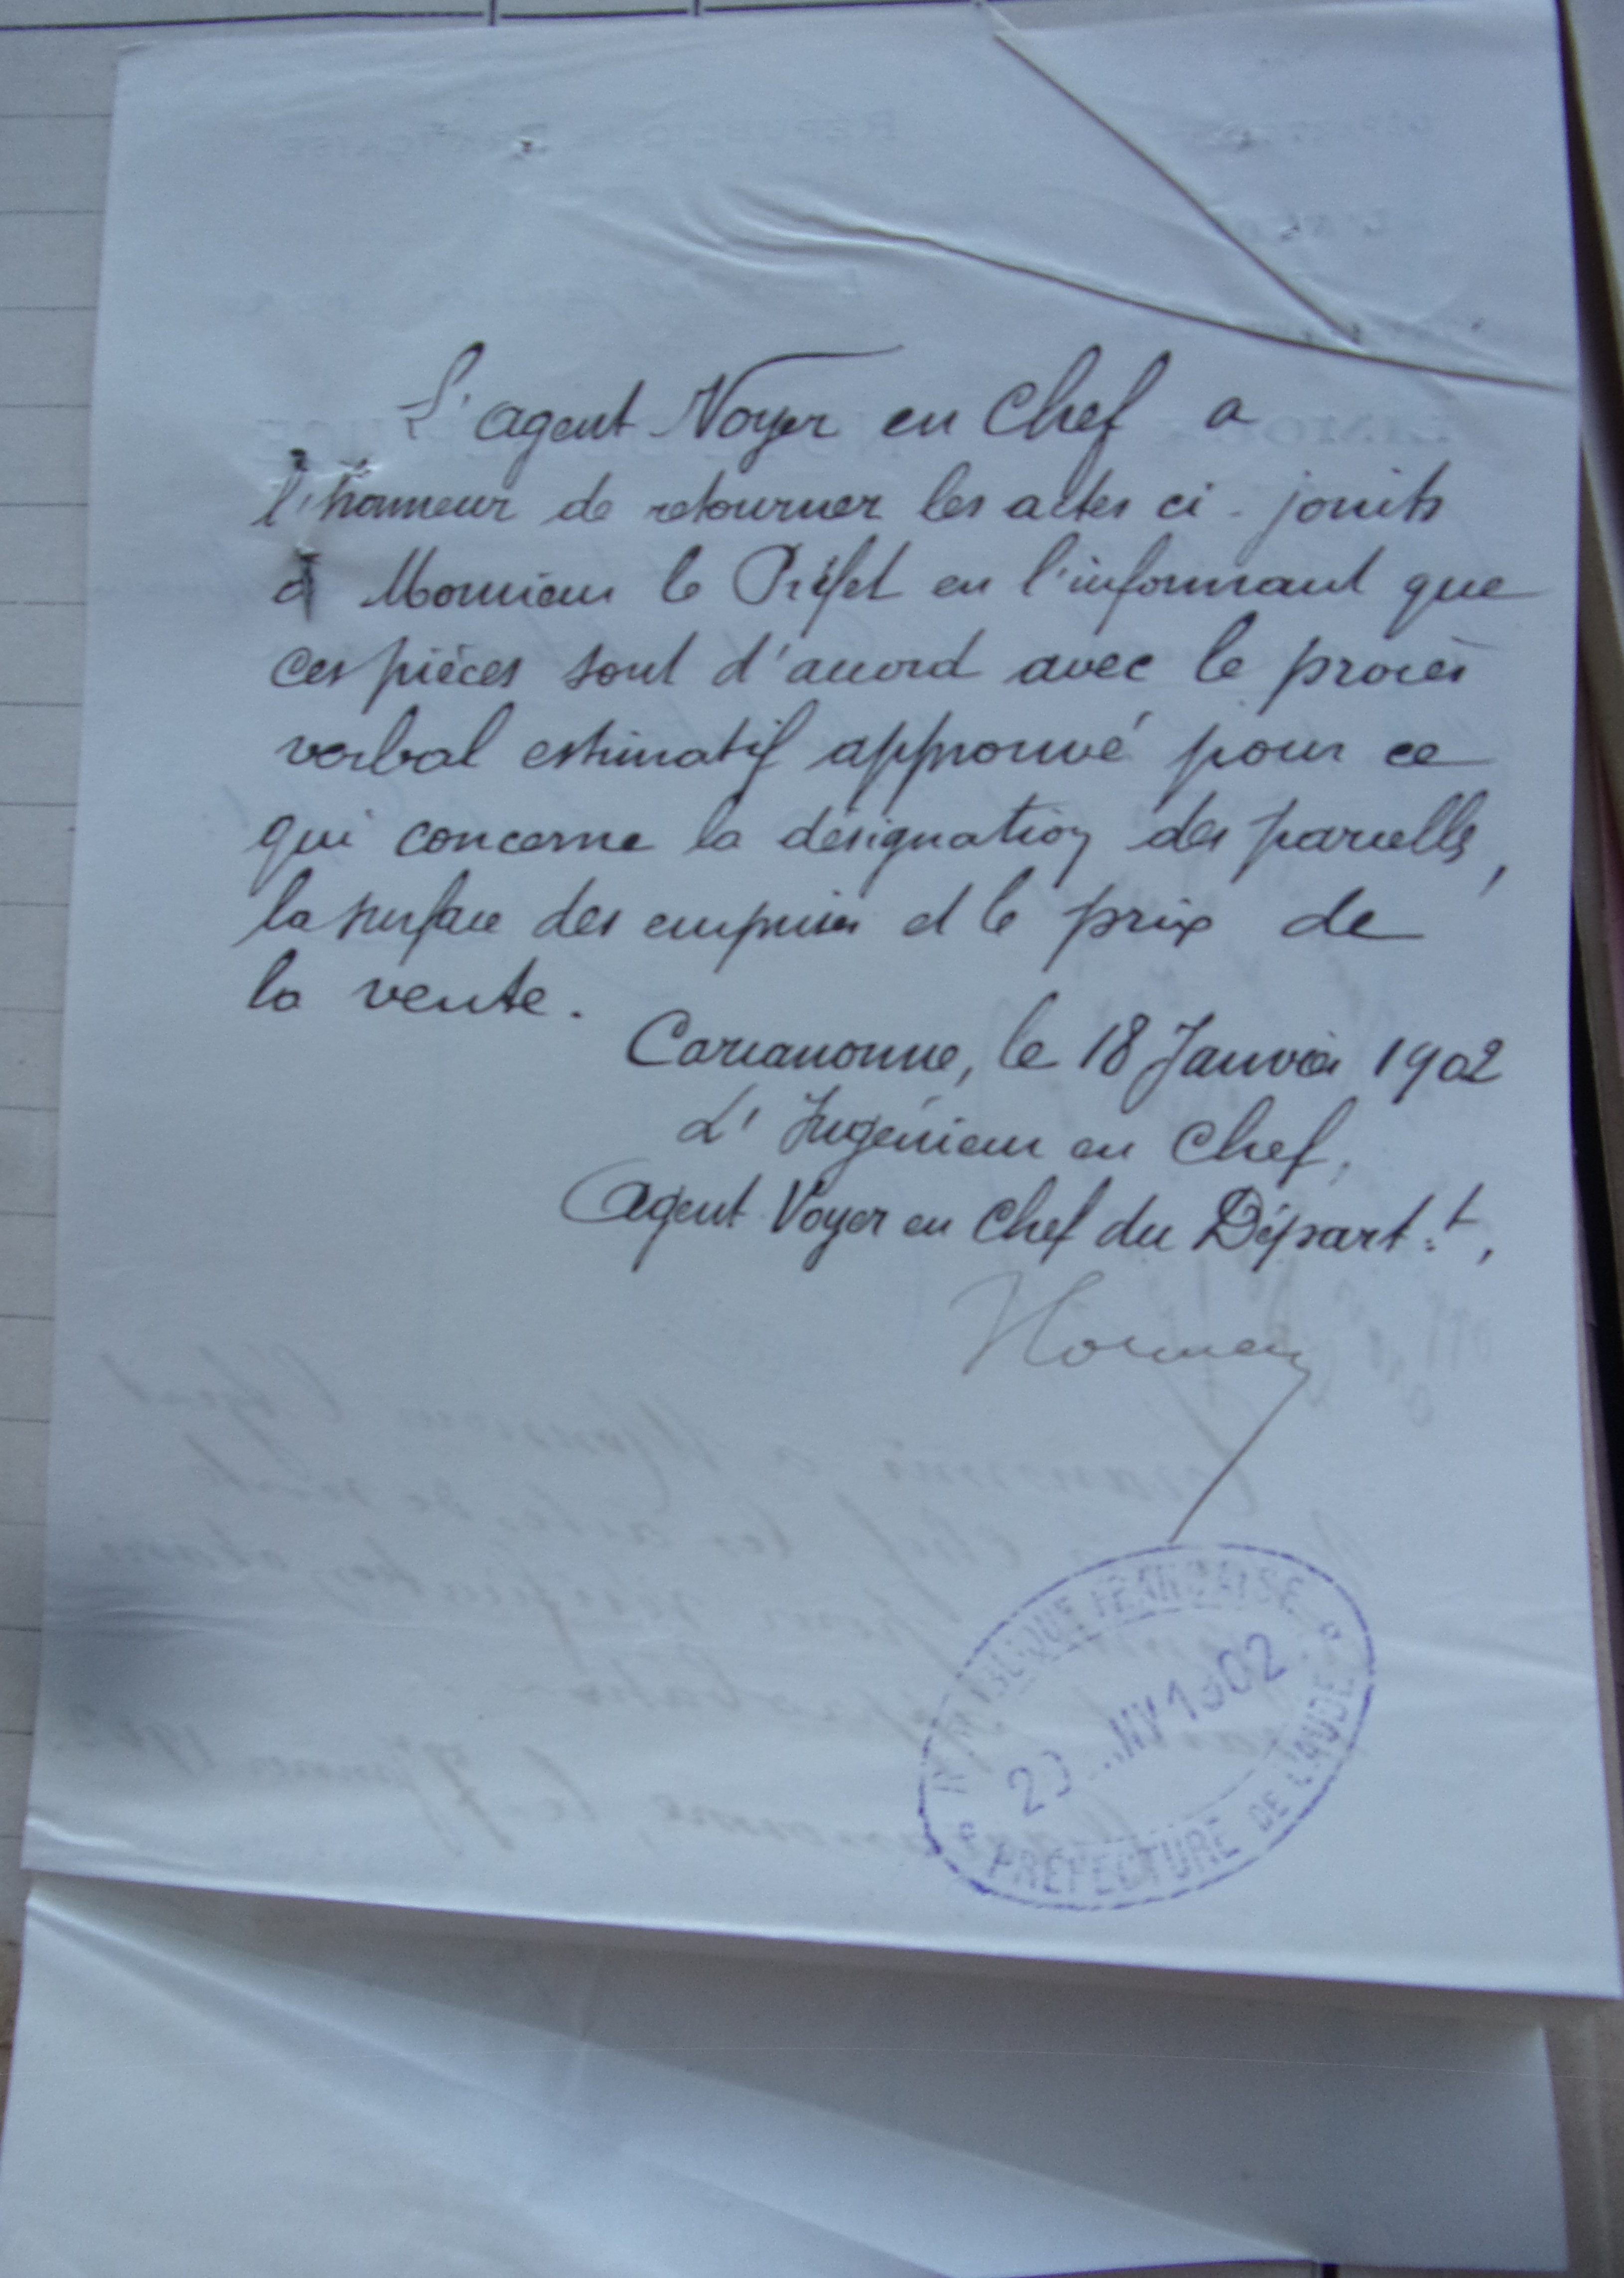 L'agent Voyer en Chef a
l'honneur de retourner les actes ci-joints
à Monsieur le Préfet en l'informant que
ces pièces sont d'accord avec le procès
verbal estimatif approuvé pour ce
qui concerne la désignation des parcelles,
la surface des emprises et le prix de
la vente.
Carcassonne, le 18 Janvier 1902
L'Ingénieur en Chef,
Agent Voyer en Chef du Départ.t,
RÉPUBLIQUE FRANÇAISE
20 JANV 1902
PRÉFECTURE DE L'AUDE